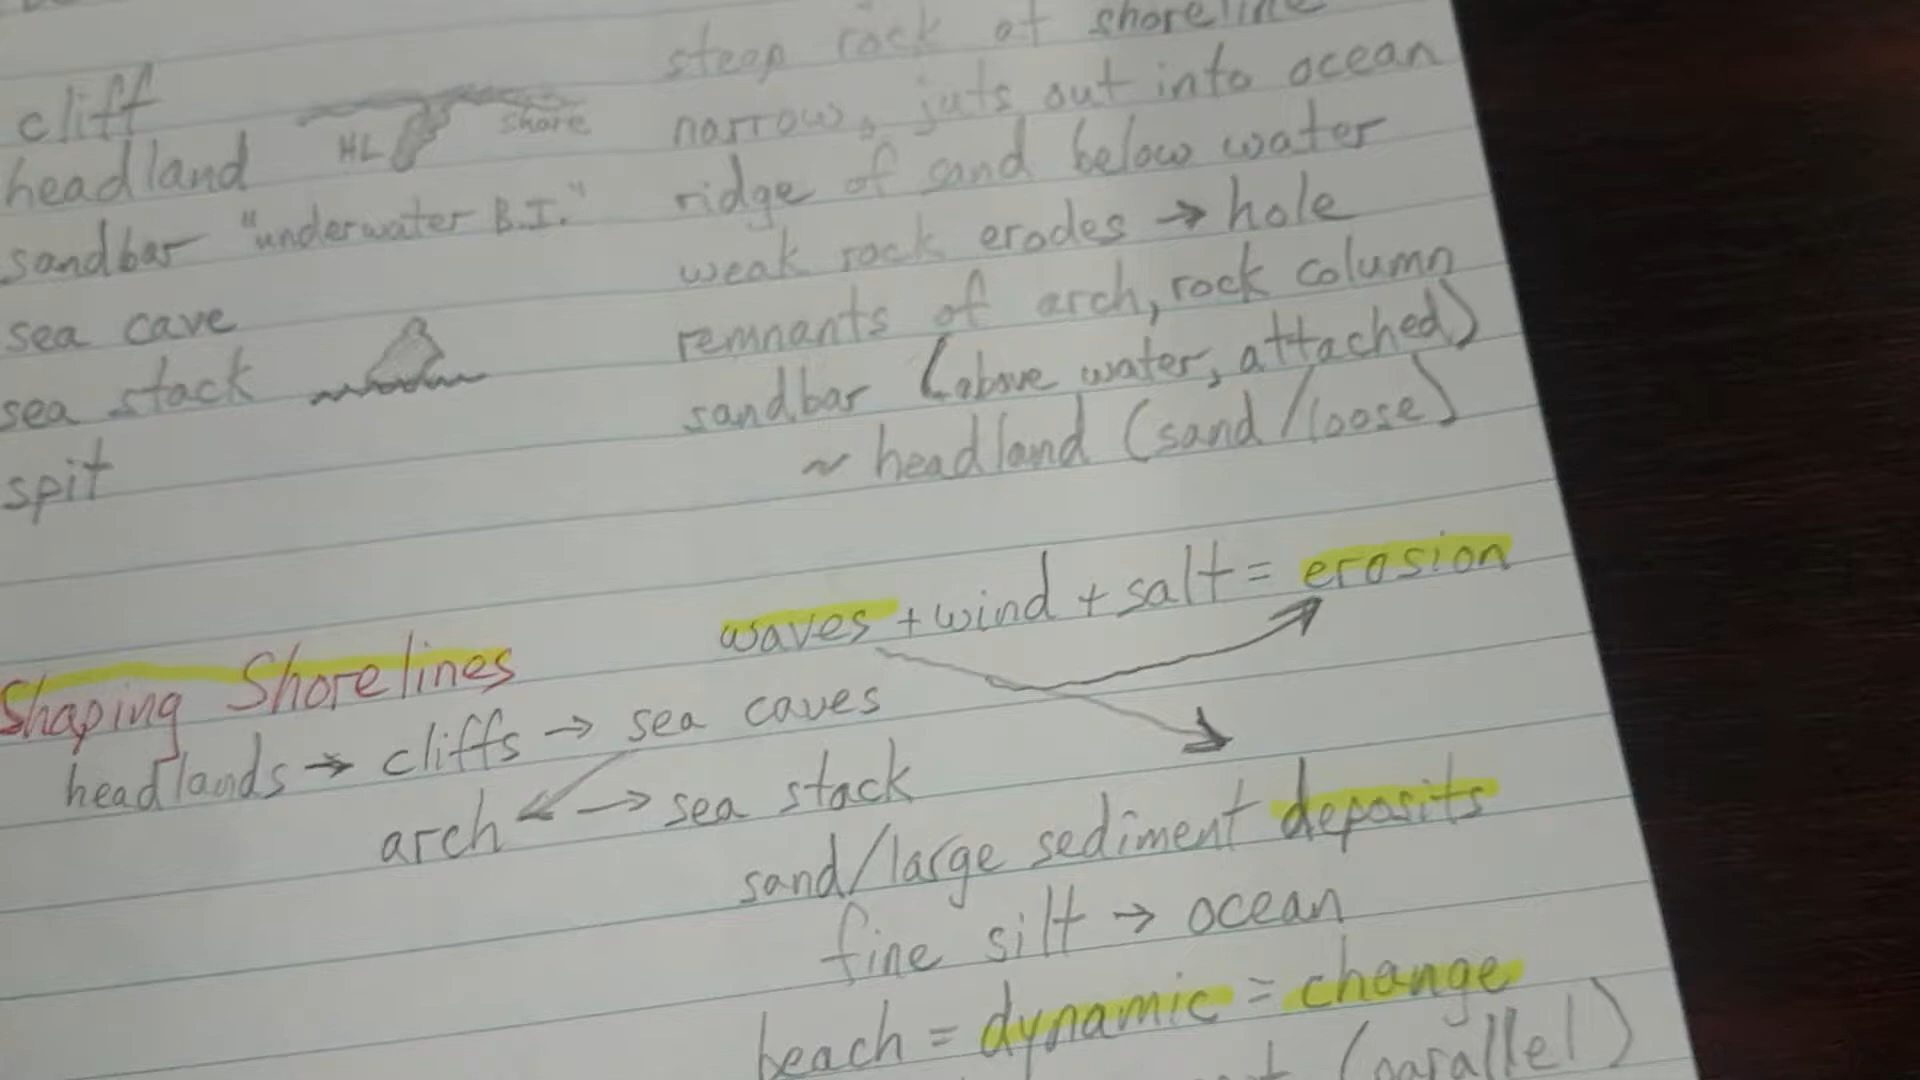 cliff steep rock at shoreline
headland HL share narrow, juts out into ocean
sandbar "underwater B.I." ridge of sand below water
sea cave weak rock erodes → hole
sea stack remnants of arch, rock column
spit sandbar (above water, attached)
~ headland (sand/loose)
waves + wind + salt = erosion
Shaping Shorelines
headlands → cliffs → sea caves
arch ← → sea stack
sand/large sediment deposits
fine silt → ocean
beach = dynamic = change
(parallel)